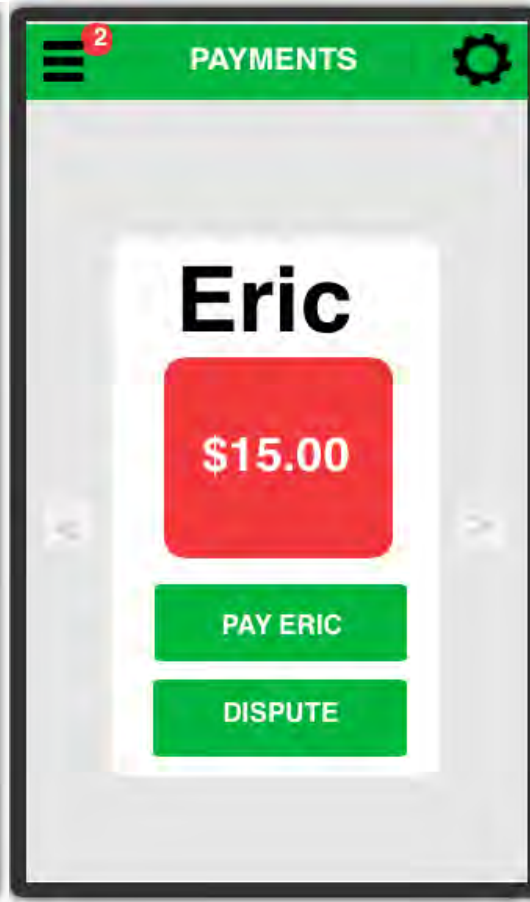 2
PAYMENTS
Eric
$15.00
<
>
PAY ERIC
DISPUTE